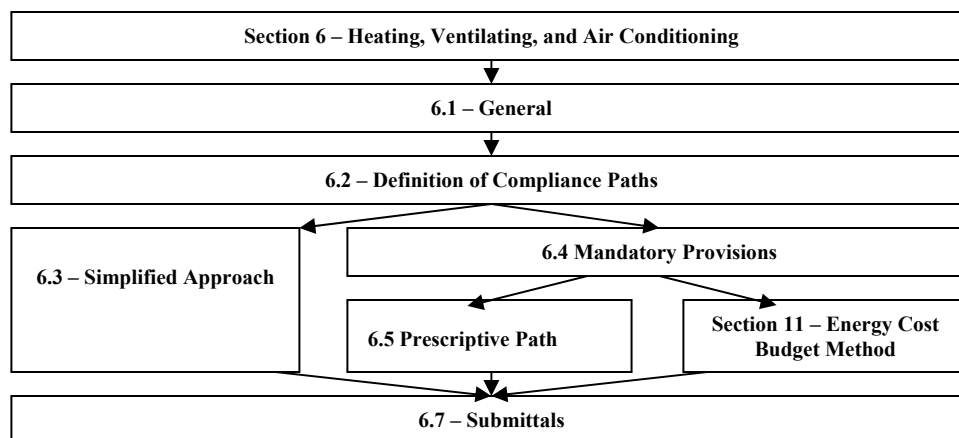 Section 6 – Heating, Ventilating, and Air Conditioning
6.1 – General
6.2 – Definition of Compliance Paths
6.3 – Simplified Approach
6.4 Mandatory Provisions
6.5 Prescriptive Path
Section 11 – Energy Cost
Budget Method
6.7 – Submittals